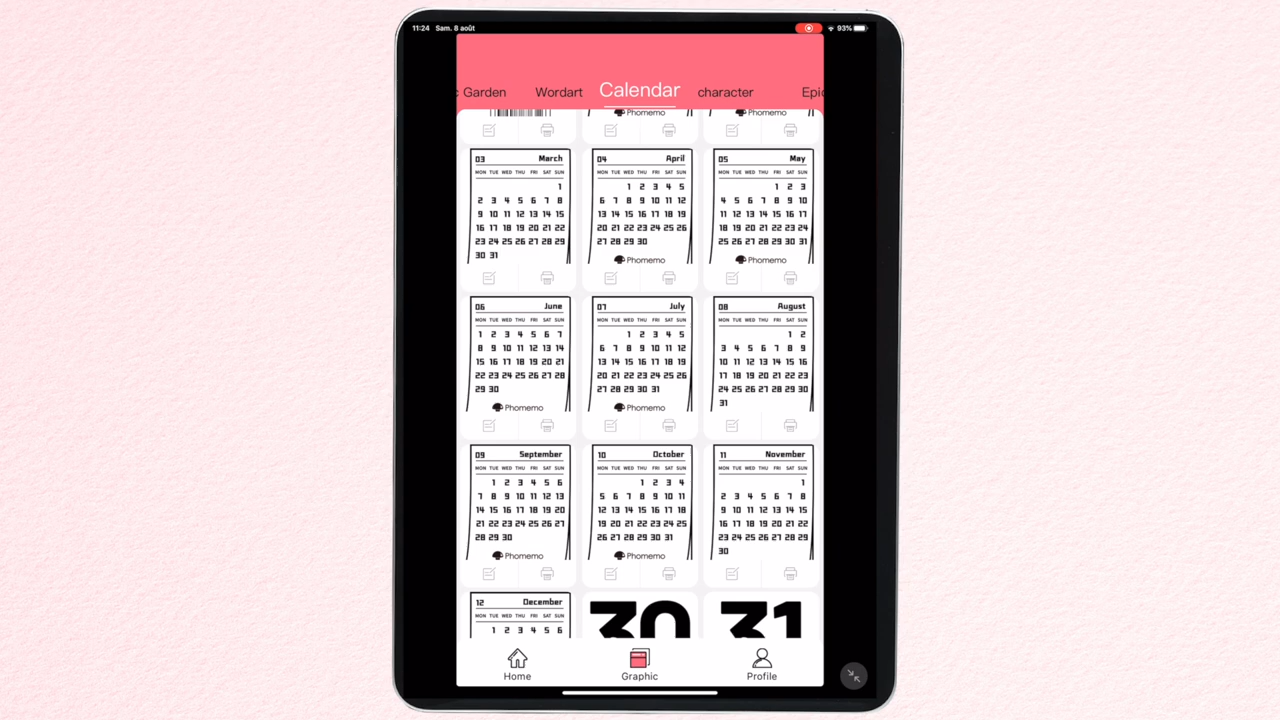 11:24 Sam. 8 août 93%
Garden Wordart Calendar character Epic
Phomemo Phomemo
03 March
MON TUE WED THU FRI SAT SUN
1
2 3 4 5 6 7 8
9 10 11 12 13 14 15
16 17 18 19 20 21 22
23 24 25 26 27 28 29
30 31
04 April
MON TUE WED THU FRI SAT SUN
1 2 3 4 5
6 7 8 9 10 11 12
13 14 15 16 17 18 19
20 21 22 23 24 25 26
27 28 29 30
Phomemo
05 May
MON TUE WED THU FRI SAT SUN
1 2 3
4 5 6 7 8 9 10
11 12 13 14 15 16 17
18 19 20 21 22 23 24
25 26 27 28 29 30 31
Phomemo
06 June
MON TUE WED THU FRI SAT SUN
1 2 3 4 5 6 7
8 9 10 11 12 13 14
15 16 17 18 19 20 21
22 23 24 25 26 27 28
29 30
Phomemo
07 July
MON TUE WED THU FRI SAT SUN
1 2 3 4 5
6 7 8 9 10 11 12
13 14 15 16 17 18 19
20 21 22 23 24 25 26
27 28 29 30 31
Phomemo
08 August
MON TUE WED THU FRI SAT SUN
1 2
3 4 5 6 7 8 9
10 11 12 13 14 15 16
17 18 19 20 21 22 23
24 25 26 27 28 29 30
31
09 September
MON TUE WED THU FRI SAT SUN
1 2 3 4 5 6
7 8 9 10 11 12 13
14 15 16 17 18 19 20
21 22 23 24 25 26 27
28 29 30
Phomemo
10 October
MON TUE WED THU FRI SAT SUN
1 2 3 4
5 6 7 8 9 10 11
12 13 14 15 16 17 18
19 20 21 22 23 24 25
26 27 28 29 30 31
Phomemo
11 November
MON TUE WED THU FRI SAT SUN
1
2 3 4 5 6 7 8
9 10 11 12 13 14 15
16 17 18 19 20 21 22
23 24 25 26 27 28 29
30
12 December
MON TUE WED THU FRI SAT SUN
1 2 3 4 5 6
30
31
Home Graphic Profile